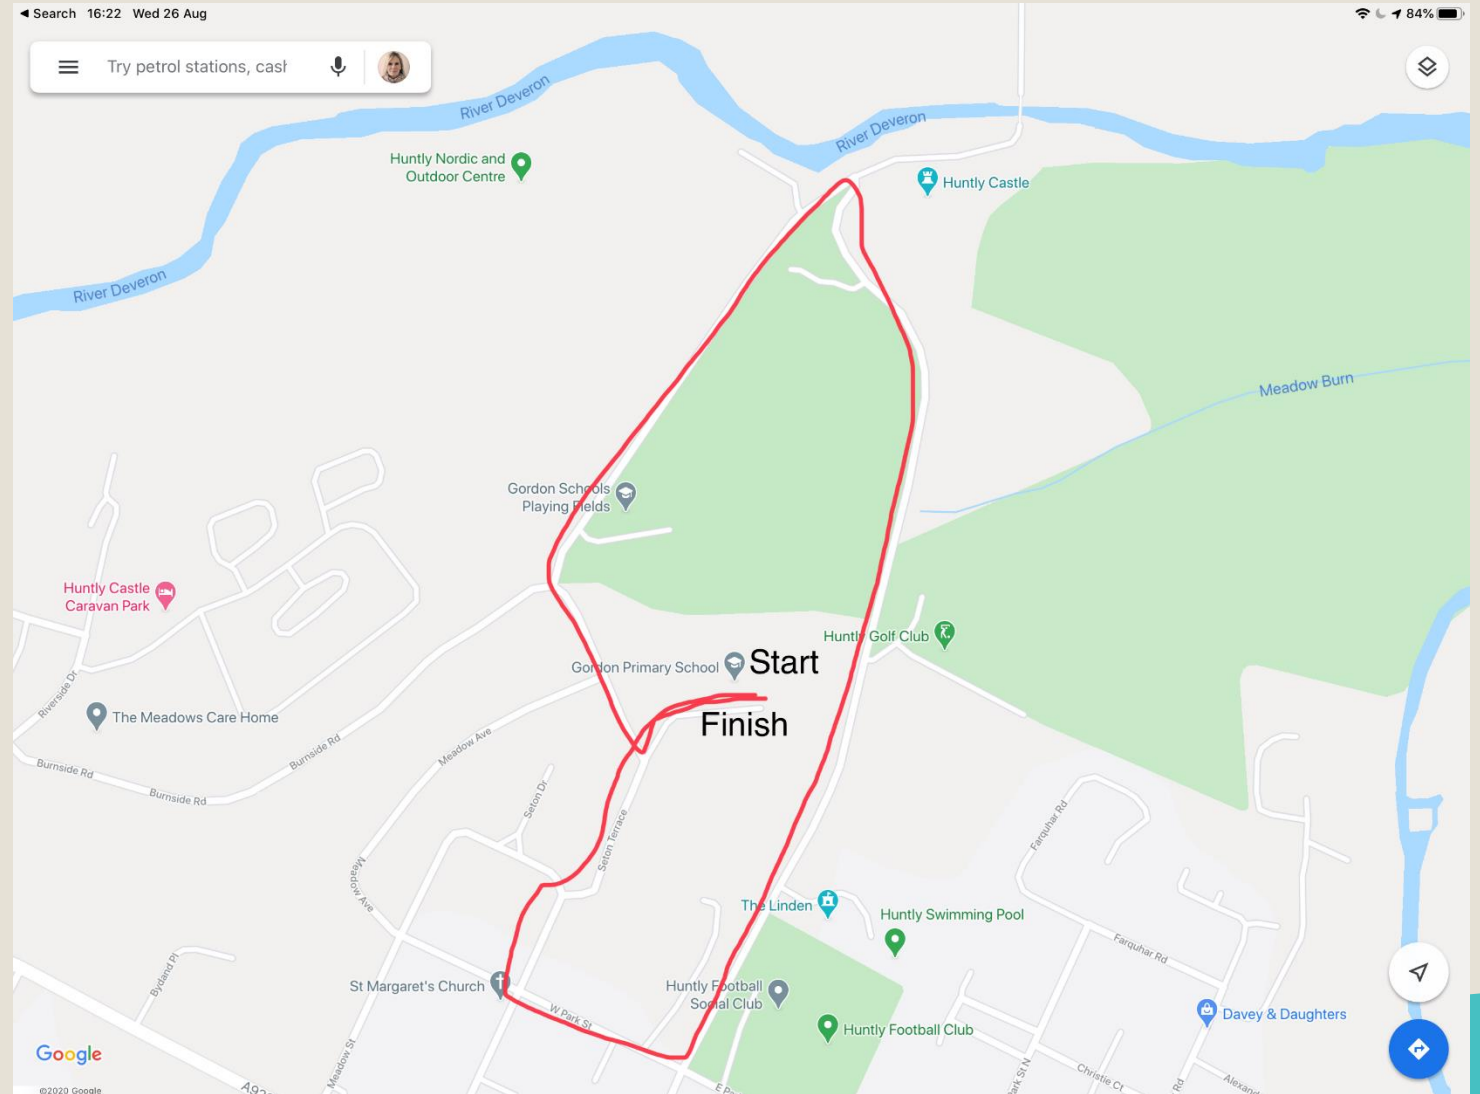 Search 16:22 Wed 26 Aug
84%
Try petrol stations, cash
River Deveron
River Deveron
Huntly Nordic and
Outdoor Centre
Huntly Castle
River Deveron
Meadow Burn
Gordon Schools
Playing Fields
Huntly Castle
Caravan Park
Huntly Golf Club
Gordon Primary School
Start
Riverside Dr
The Meadows Care Home
Finish
Burnside Rd
Meadow Ave
Burnside Rd
Burnside Rd
Seton Dr
Farquhar Rd
Seton Terrace
Meadow Ave
The Linden
Huntly Swimming Pool
Farquhar Rd
Bydand Pl
St Margaret's Church
Huntly Football
Social Club
W Park St
Davey & Daughters
Huntly Football Club
Google
Meadow St
Christie Ct
©2020 Google